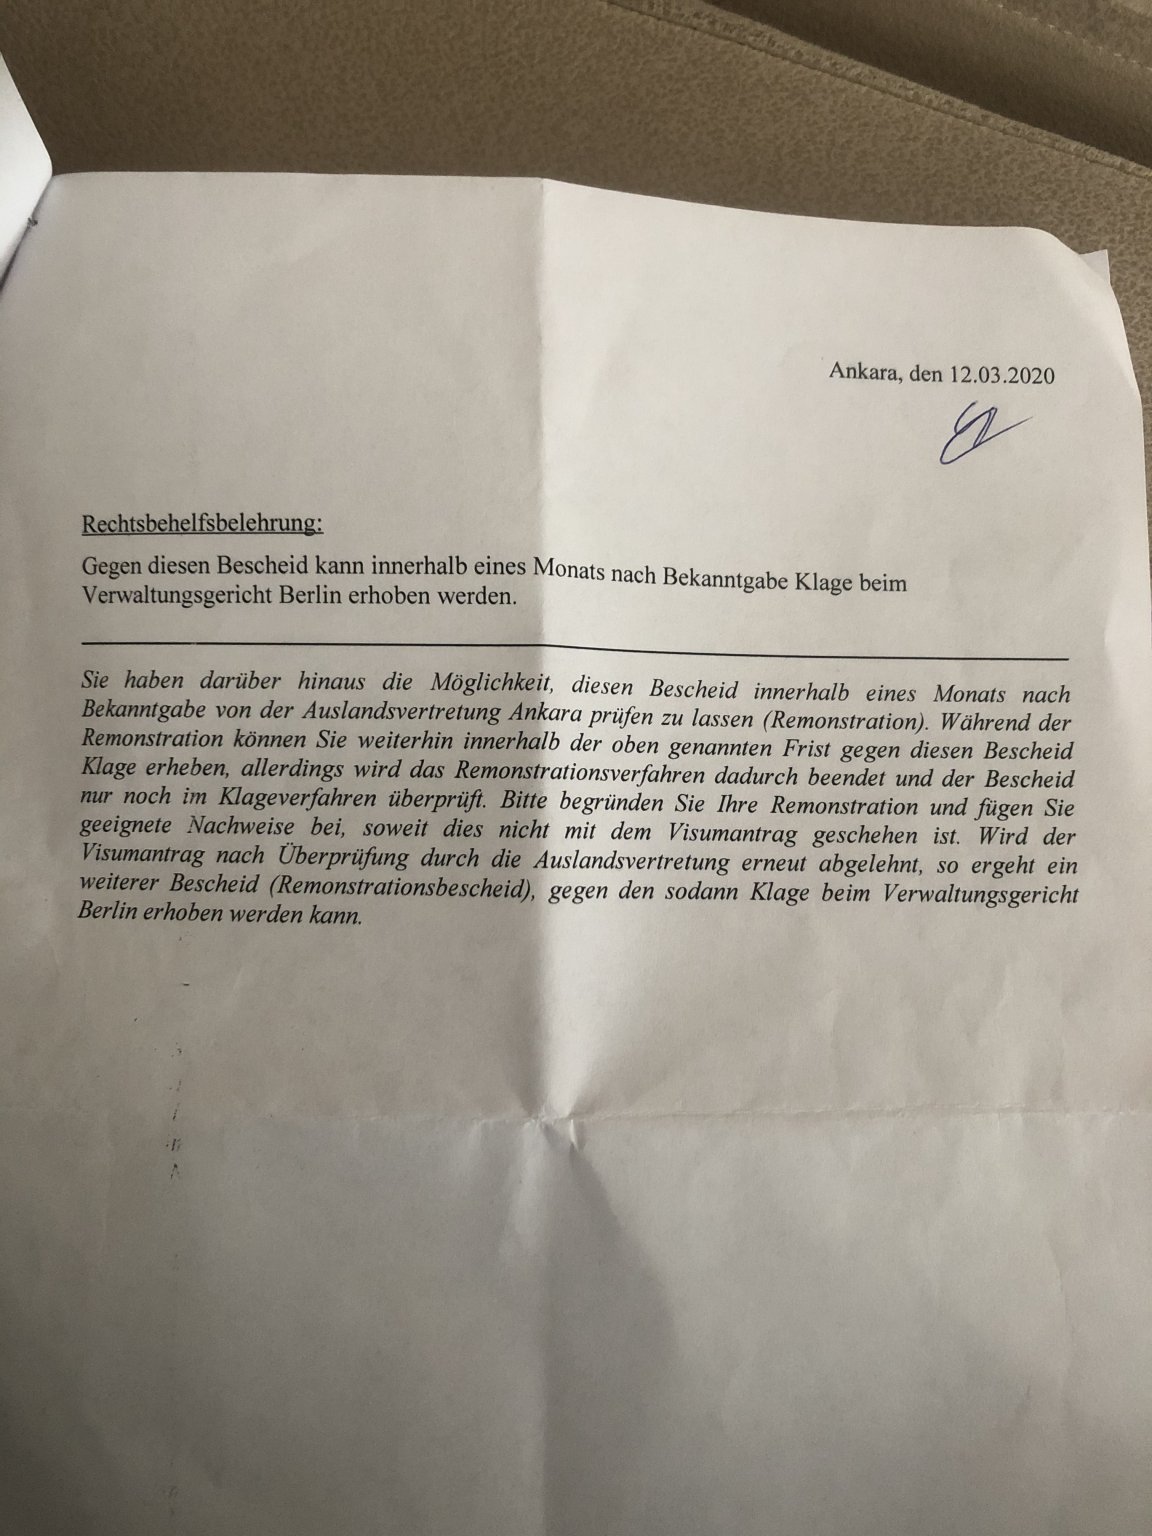 Ankara, den 12.03.2020
Rechtsbehelfsbelehrung:
Gegen diesen Bescheid kann innerhalb eines Monats nach Bekanntgabe Klage beim
Verwaltungsgericht Berlin erhoben werden.
Sie haben darüber hinaus die Möglichkeit, diesen Bescheid innerhalb eines Monats nach
Bekanntgabe von der Auslandsvertretung Ankara prüfen zu lassen (Remonstration). Während der
Remonstration können Sie weiterhin innerhalb der oben genannten Frist gegen diesen Bescheid
Klage erheben, allerdings wird das Remonstrationsverfahren dadurch beendet und der Bescheid
nur noch im Klageverfahren überprüft. Bitte begründen Sie Ihre Remonstration und fügen Sie
geeignete Nachweise bei, soweit dies nicht mit dem Visumantrag geschehen ist. Wird der
Visumantrag nach Überprüfung durch die Auslandsvertretung erneut abgelehnt, so ergeht ein
weiterer Bescheid (Remonstrationsbescheid), gegen den sodann Klage beim Verwaltungsgericht
Berlin erhoben werden kann.